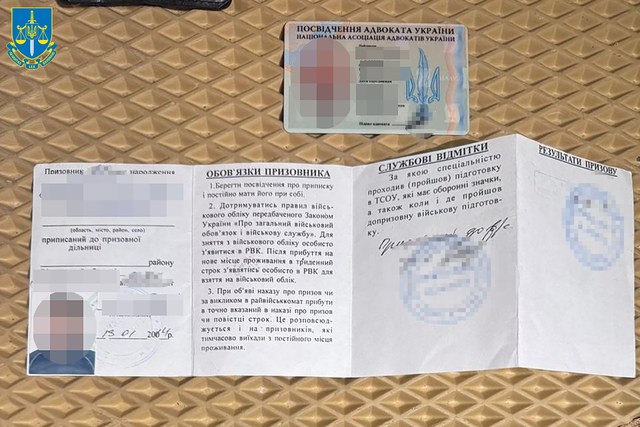 ПОСВІДЧЕННЯ АДВОКАТА УКРАЇНИ
НАЦІОНАЛЬНА АСОЦІАЦІЯ АДВОКАТІВ УКРАЇНИ
Призовник народження
(область, місто, район, село)
приписаний до призовної
дільниці
району
13 01
ОБОВ'ЯЗКИ ПРИЗОВНИКА
1.Берегти посвідчення про приписку
і постійно мати його при собі.
2. Дотримуватись правил військового
обліку передбаченого Законом
України «Про загальний військовий
обов'язок і військову службу». Для
зняття з військового обліку особисто
з'явитися в РВК. Після прибуття на
нове місце проживання в триденний
строк з'являтись особисто в РВК для
взяття на військовий облік.
3. При об'яві наказу про призов чи
за викликом в райвійськкомат прибути
в точно вказаний в наказі про призов
чи повістці строк. Це розповсюд-
жується і на призовників, які
тимчасово виїхали з постійного місця
проживання.
СЛУЖБОВІ ВІДМІТКИ
За якою спеціальністю
проходив (пройшов) підготовку
в ТСОУ, які має оборонні значки,
а також коли і де пройшов
допризовну військову підготов-
ку.
РЕЗУЛЬТАТИ ПРИЗОВУ